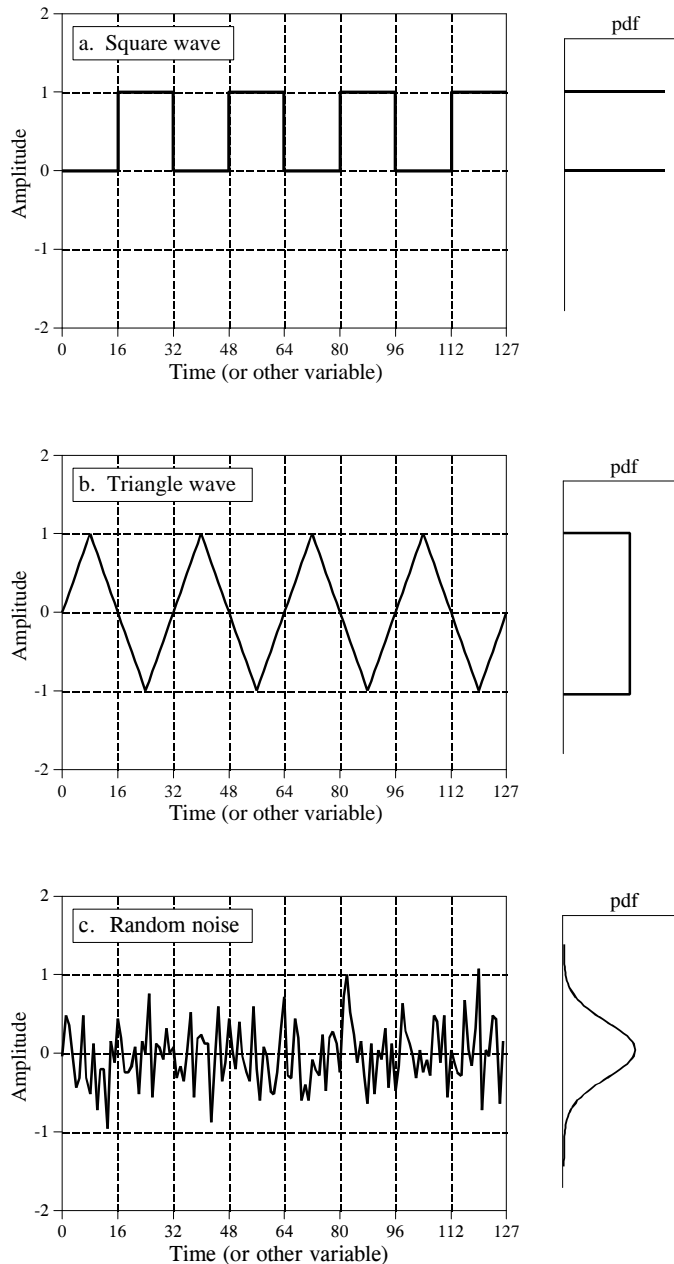 2
a. Square wave
1
0
-1
-2
Amplitude
0 16 32 48 64 80 96 112 127
Time (or other variable)
pdf
2
b. Triangle wave
1
0
-1
-2
Amplitude
0 16 32 48 64 80 96 112 127
Time (or other variable)
pdf
2
c. Random noise
1
0
-1
-2
Amplitude
0 16 32 48 64 80 96 112 127
Time (or other variable)
pdf